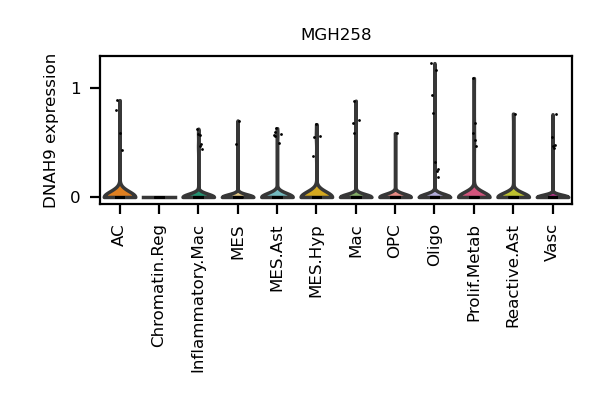 MGH258
DNAH9 expression
1
0
AC
Chromatin.Reg
Inflammatory.Mac
MES
MES.Ast
MES.Hyp
Mac
OPC
Oligo
Prolif.Metab
Reactive.Ast
Vasc